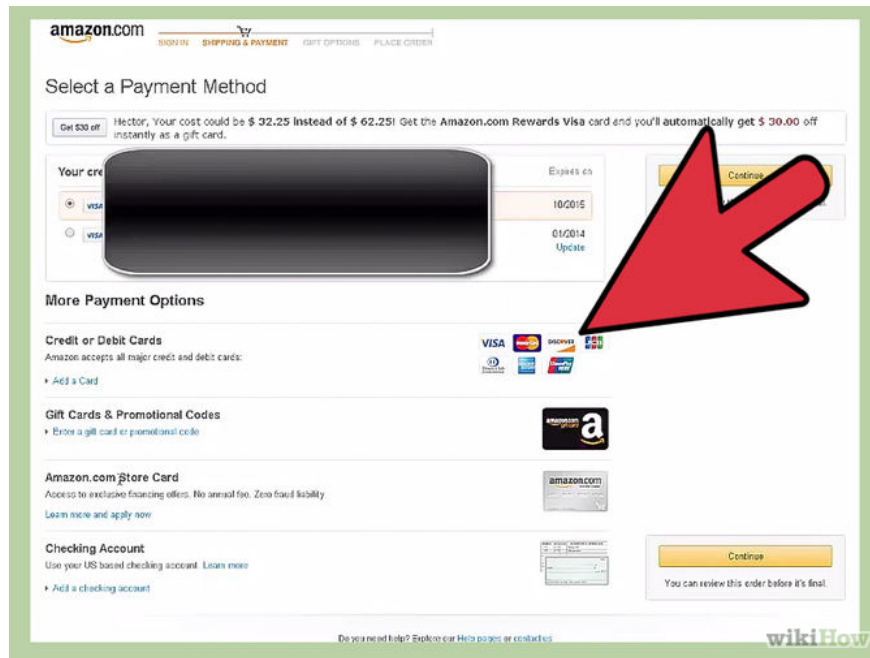 amazon.com
SIGN IN SHIPPING & PAYMENT GIFT OPTIONS PLACE ORDER
Select a Payment Method
Get $30 off
Hector, Your cost could be $ 32.25 instead of $ 62.25! Get the Amazon.com Rewards Visa card and you'll automatically get $ 30.00 off
instantly as a gift card.
Your cre
Expires on
Continue
VISA
10/2015
VISA
01/2014
Update
More Payment Options
Credit or Debit Cards
Amazon accepts all major credit and debit cards:
Add a Card
VISA MasterCard DISCOVER JCB
Gift Cards & Promotional Codes
Enter a gift card or promotional code
amazon.com
a
Amazon.com Store Card
Access to exclusive financing offers. No annual fee. Zero fraud liability
Learn more and apply now
amazon.com
Checking Account
Use your US based checking account Learn more
Add a checking account
Continue
You can review this order before it's final.
Do you need help? Explore our Help pages or contact us
wikiHow